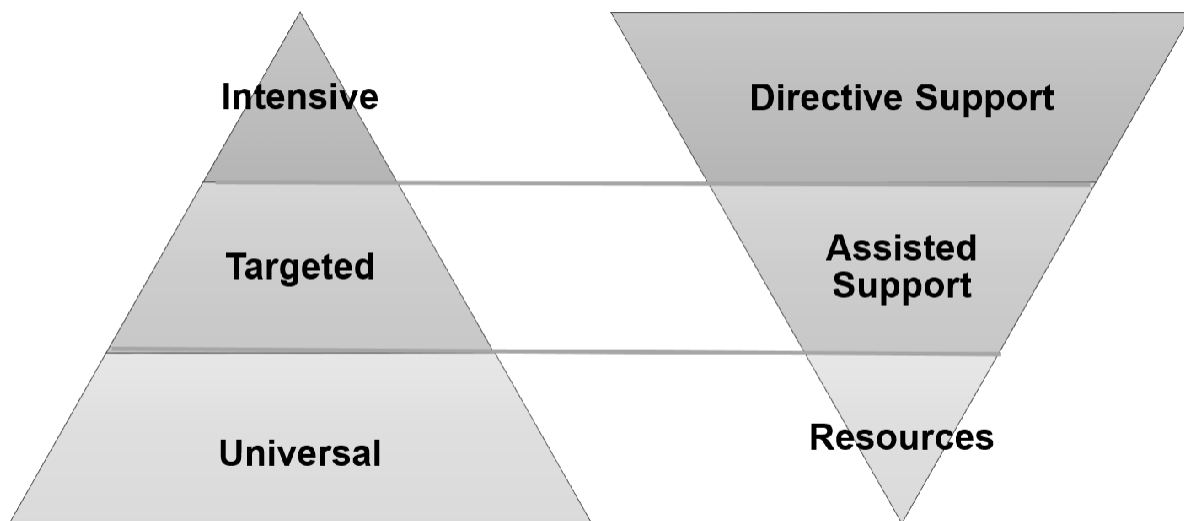 Intensive
Directive Support
Targeted
Assisted
Support
Universal
Resources